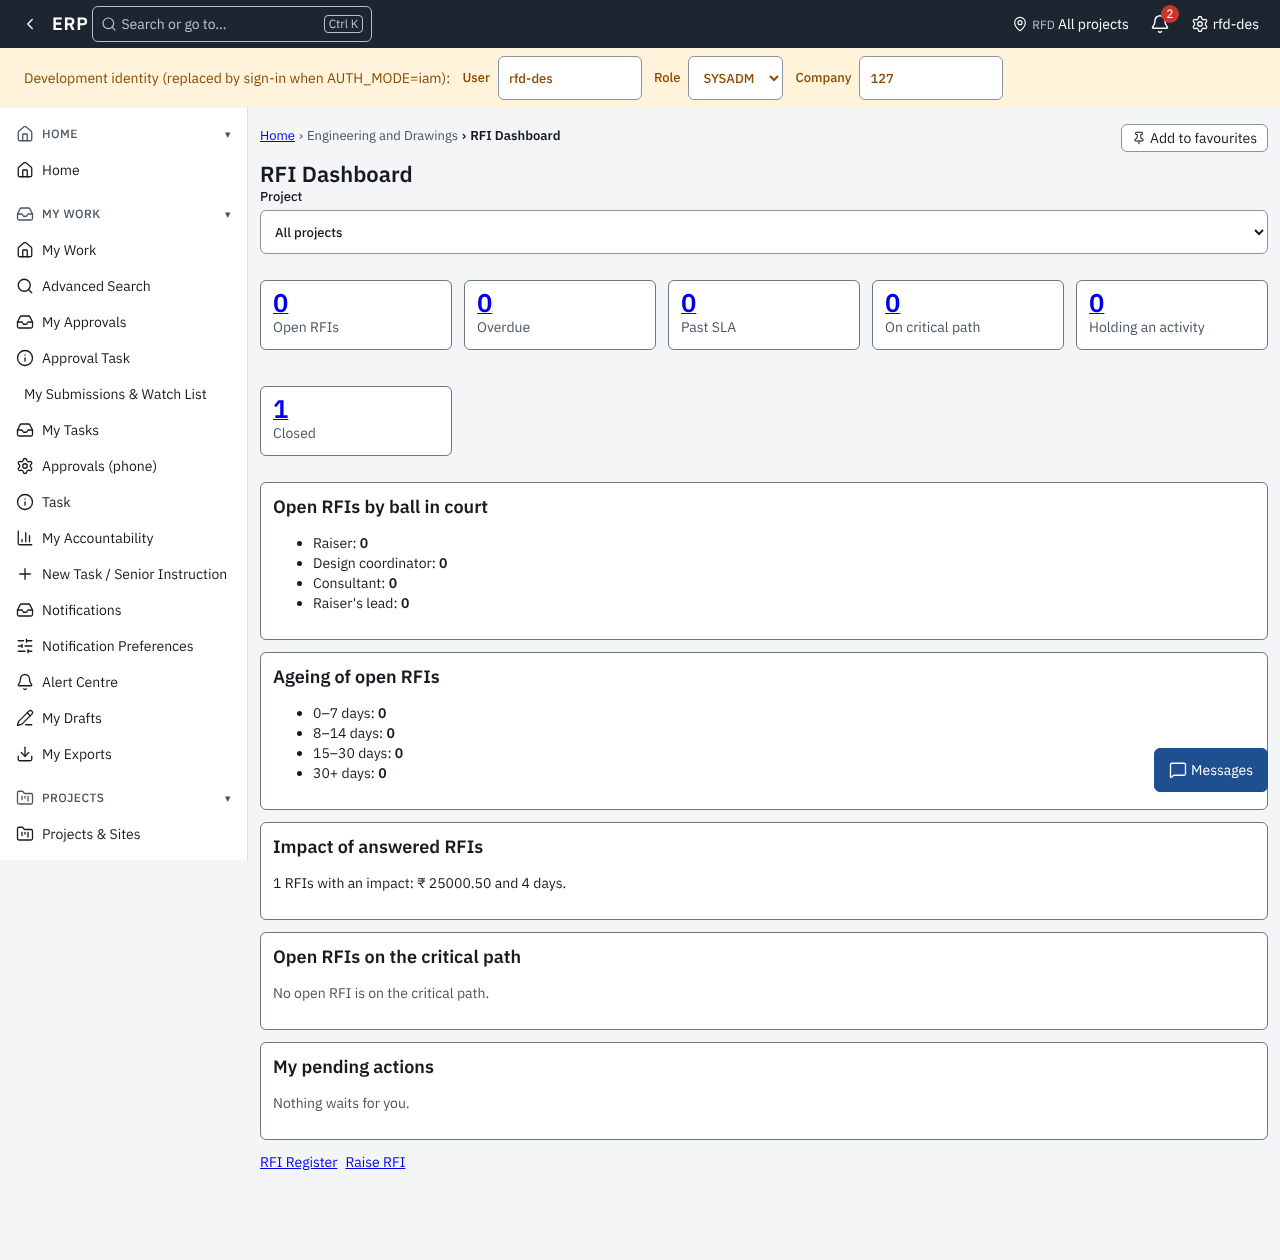 ERP Search or go to... Ctrl K RFD All projects 2 rfd-des
Development identity (replaced by sign-in when AUTH_MODE=iam): User rfd-des Role SYSADM Company 127
HOME
Home
MY WORK
My Work
Advanced Search
My Approvals
Approval Task
My Submissions & Watch List
My Tasks
Approvals (phone)
Task
My Accountability
New Task / Senior Instruction
Notifications
Notification Preferences
Alert Centre
My Drafts
My Exports
PROJECTS
Projects & Sites
Home › Engineering and Drawings › RFI Dashboard
Add to favourites
RFI Dashboard
Project
All projects
0
Open RFIs
0
Overdue
0
Past SLA
0
On critical path
0
Holding an activity
1
Closed
Open RFIs by ball in court
Raiser: 0
Design coordinator: 0
Consultant: 0
Raiser's lead: 0
Ageing of open RFIs
0–7 days: 0
8–14 days: 0
15–30 days: 0
30+ days: 0
Messages
Impact of answered RFIs
1 RFIs with an impact: ₹ 25000.50 and 4 days.
Open RFIs on the critical path
No open RFI is on the critical path.
My pending actions
Nothing waits for you.
RFI Register Raise RFI